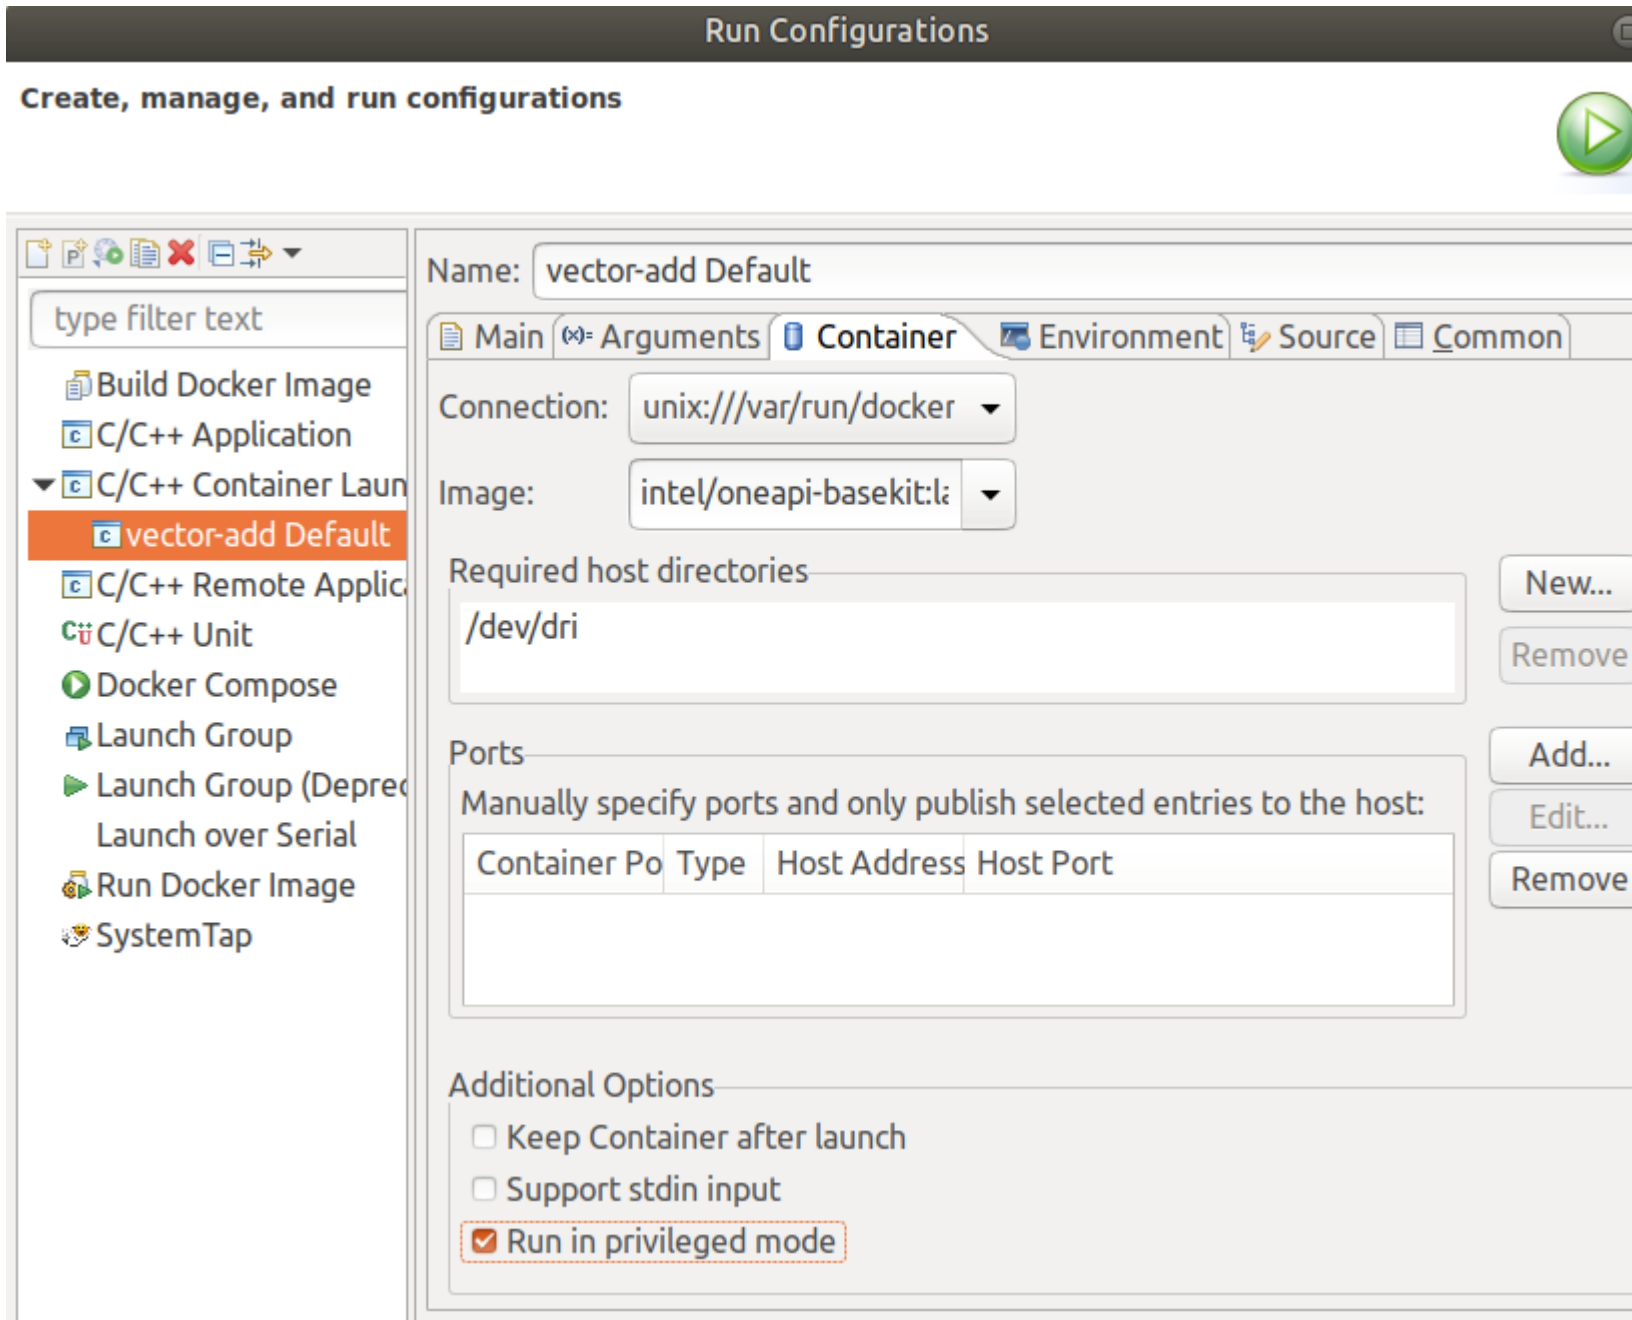 Run Configurations
Create, manage, and run configurations
type filter text
Build Docker Image
C/C++ Application
C/C++ Container Laun
vector-add Default
C/C++ Remote Applic
C/C++ Unit
Docker Compose
Launch Group
Launch Group (Deprec
Launch over Serial
Run Docker Image
SystemTap
Name: vector-add Default
Main (x)= Arguments Container Environment Source Common
Connection: unix:///var/run/docker
Image: intel/oneapi-basekit:la
Required host directories
/dev/dri
New...
Remove
Ports
Manually specify ports and only publish selected entries to the host:
Container Po Type Host Address Host Port
Add...
Edit...
Remove
Additional Options
Keep Container after launch
Support stdin input
Run in privileged mode